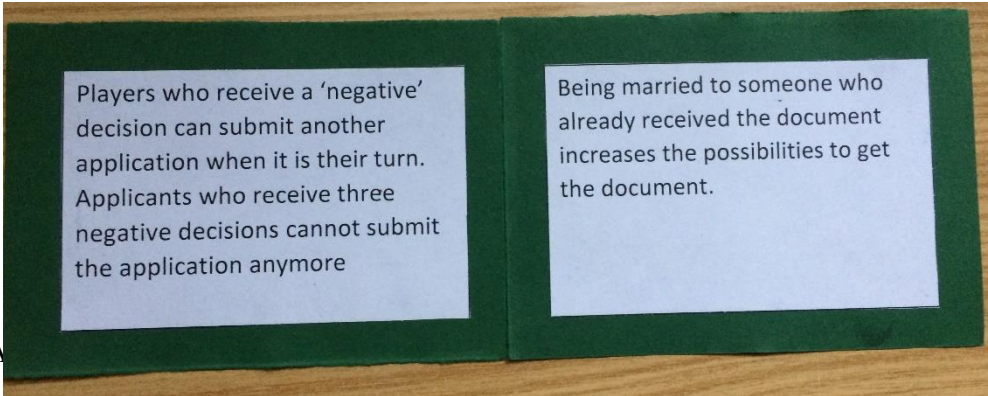 Players who receive a ‘negative’
decision can submit another
application when it is their turn.
Applicants who receive three
negative decisions cannot submit
the application anymore
Being married to someone who
already received the document
increases the possibilities to get
the document.